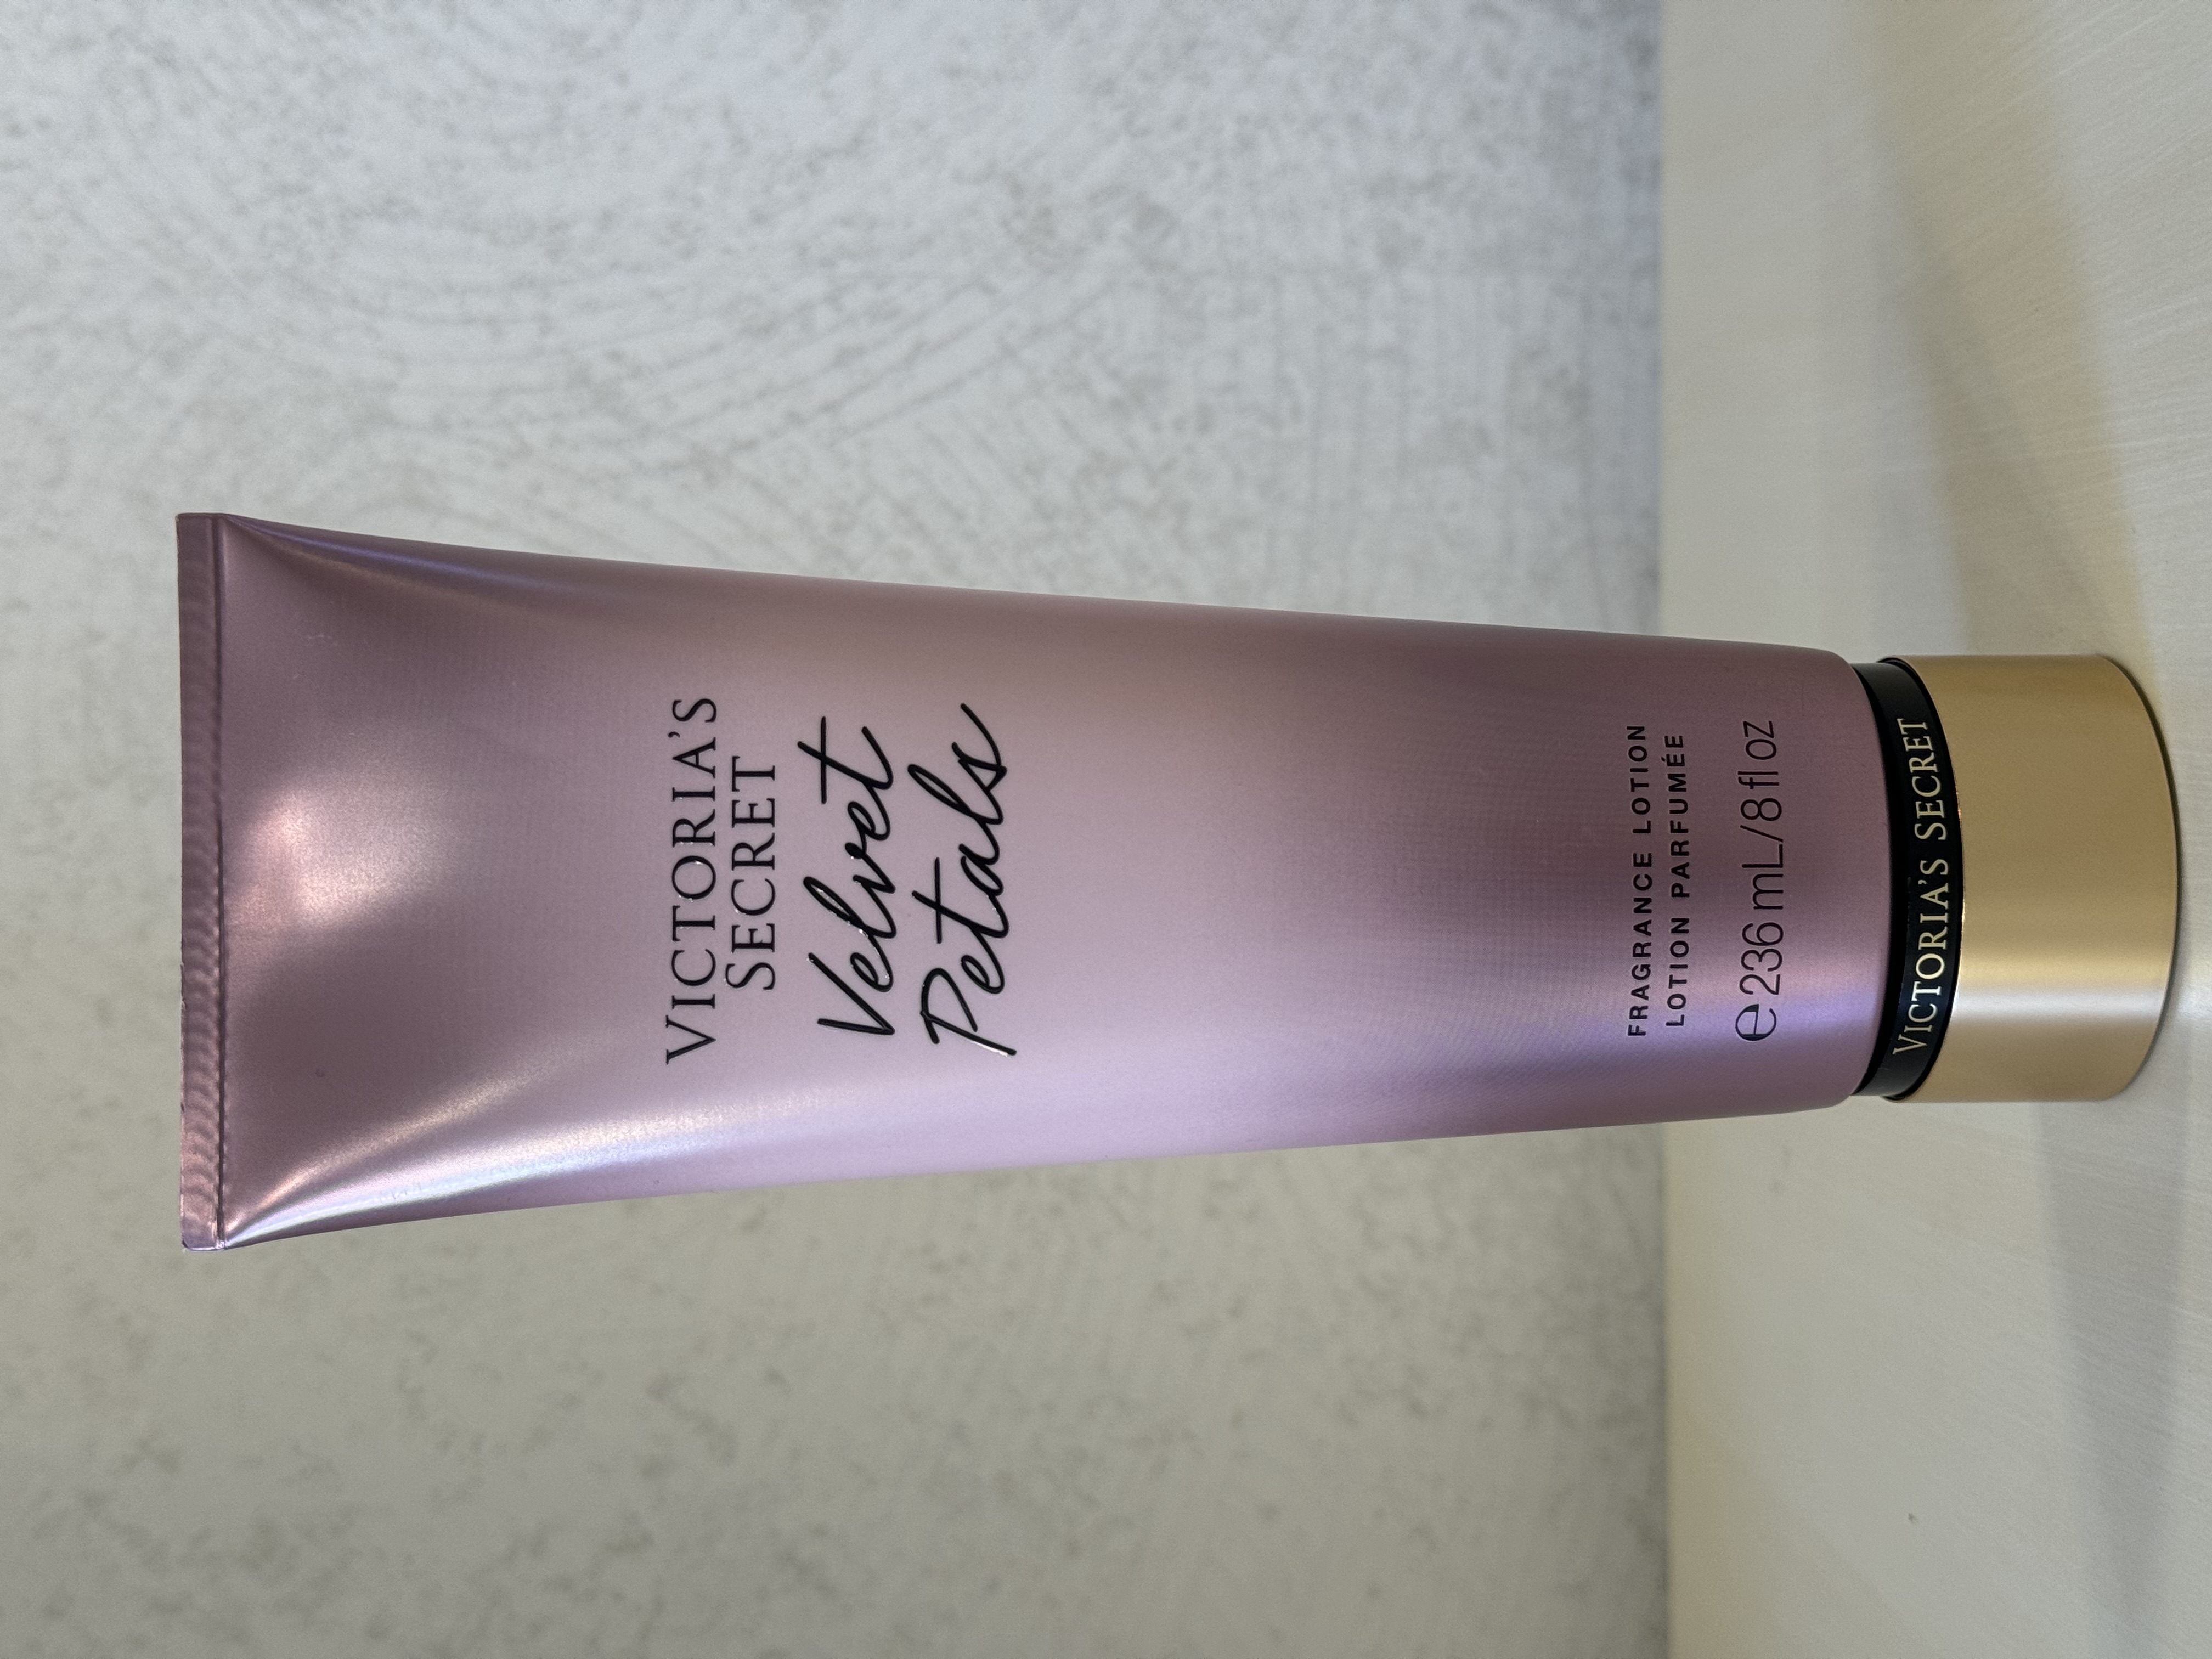 VICTORIA'S
SECRET
Velvet
Petals
FRAGRANCE LOTION
LOTION PARFUMÉE
℮ 236 mL/8 fl oz
VICTORIA'S SECRET